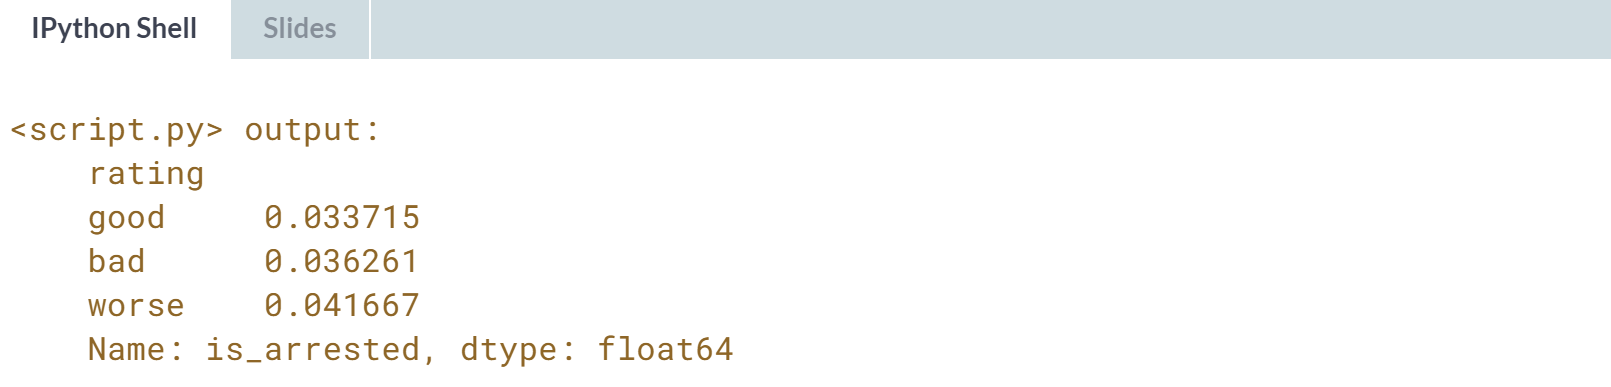 IPython Shell
Slides
<script.py> output:
rating
good 0.033715
bad 0.036261
worse 0.041667
Name: is_arrested, dtype: float64